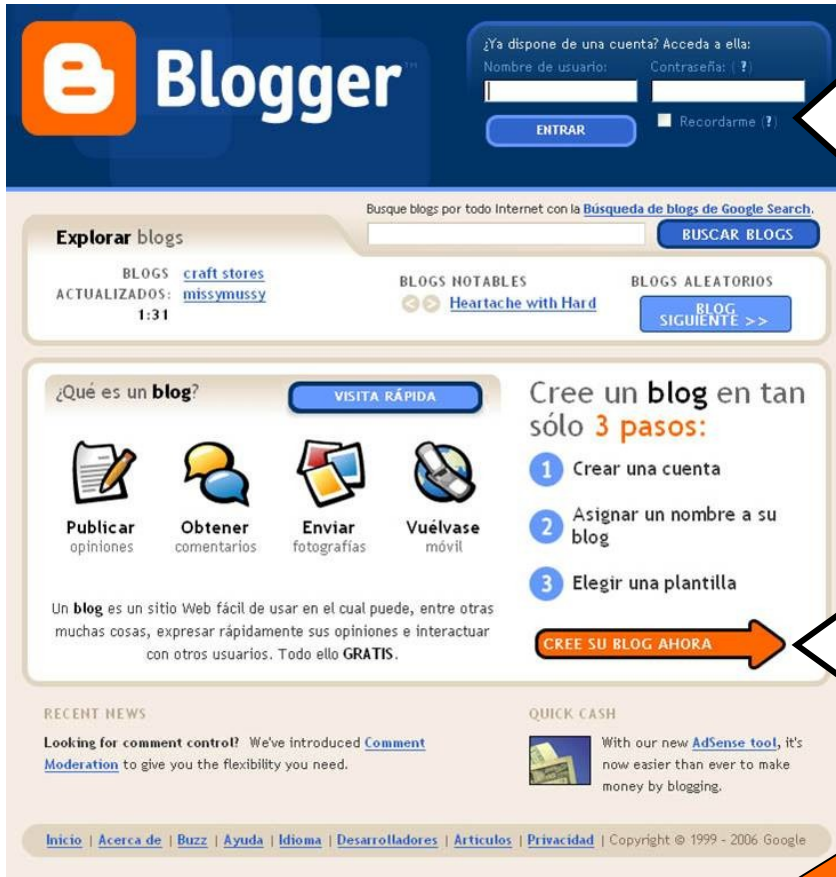 Blogger™
¿Ya dispone de una cuenta? Acceda a ella:
Nombre de usuario: Contraseña: (?)
ENTRAR Recordarme (?)
Busque blogs por todo Internet con la Búsqueda de blogs de Google Search.
Explorar blogs BUSCAR BLOGS
BLOGS
ACTUALIZADOS:
1:31
craft stores
missymussy
BLOGS NOTABLES
Heartache with Hard
BLOGS ALEATORIOS
BLOG
SIGUIENTE >>
¿Qué es un blog? VISITA RÁPIDA
Publicar
opiniones
Obtener
comentarios
Enviar
fotografías
Vuélvase
móvil
Un blog es un sitio Web fácil de usar en el cual puede, entre otras
muchas cosas, expresar rápidamente sus opiniones e interactuar
con otros usuarios. Todo ello GRATIS.
Cree un blog en tan
sólo 3 pasos:
1 Crear una cuenta
2 Asignar un nombre a su
blog
3 Elegir una plantilla
CREE SU BLOG AHORA
RECENT NEWS
Looking for comment control? We've introduced Comment
Moderation to give you the flexibility you need.
QUICK CASH
With our new AdSense tool, it's
now easier than ever to make
money by blogging.
Inicio | Acerca de | Buzz | Ayuda | Idioma | Desarrolladores | Articulos | Privacidad | Copyright © 1999 - 2006 Google